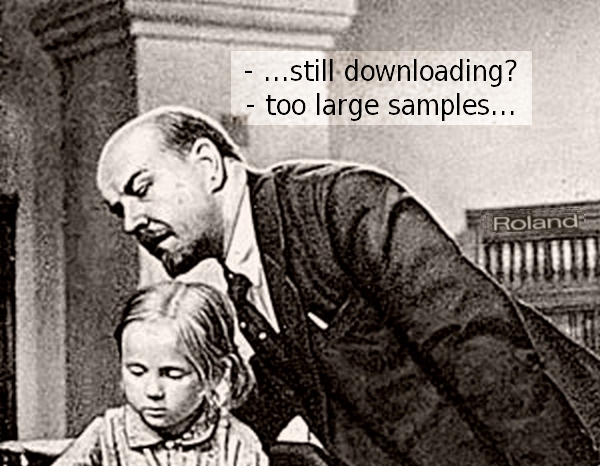 - ...still downloading?
- too large samples...
Roland